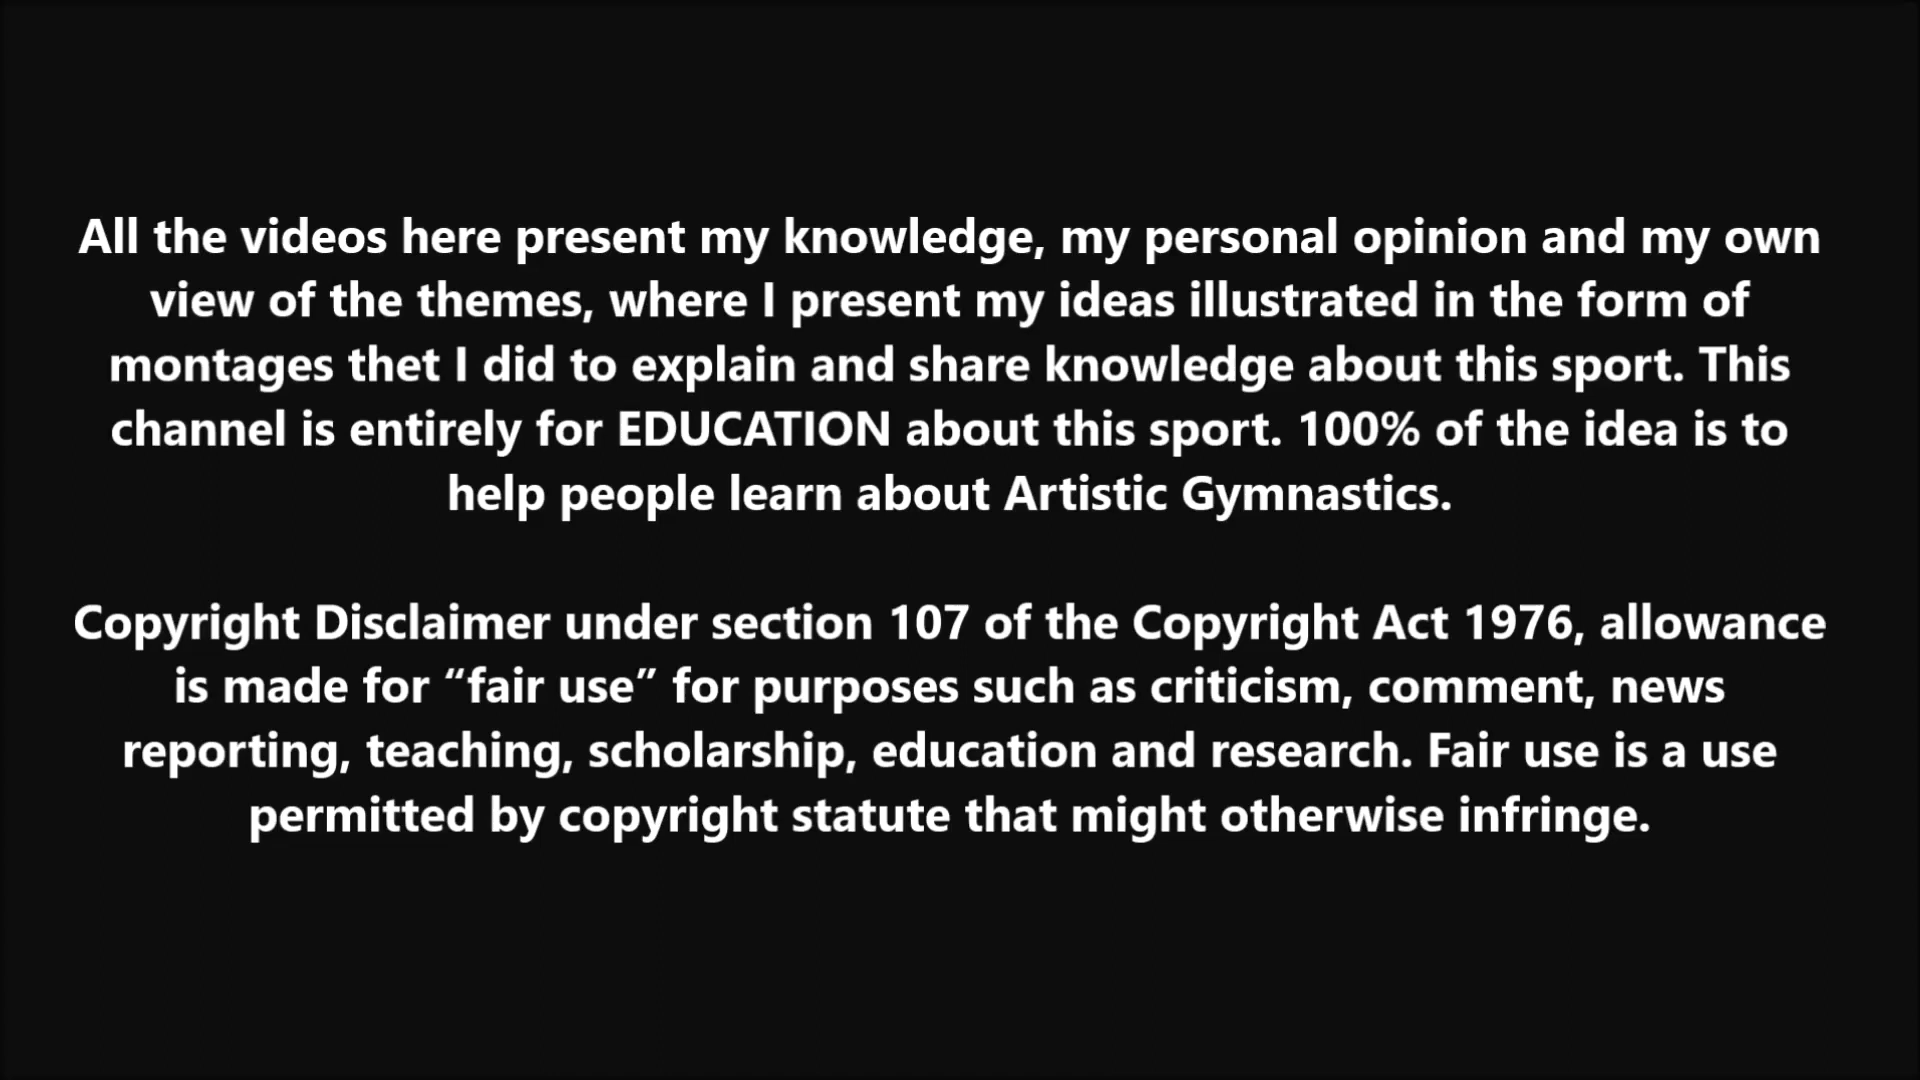 All the videos here present my knowledge, my personal opinion and my own
view of the themes, where I present my ideas illustrated in the form of
montages thet I did to explain and share knowledge about this sport. This
channel is entirely for EDUCATION about this sport. 100% of the idea is to
help people learn about Artistic Gymnastics.
Copyright Disclaimer under section 107 of the Copyright Act 1976, allowance
is made for “fair use” for purposes such as criticism, comment, news
reporting, teaching, scholarship, education and research. Fair use is a use
permitted by copyright statute that might otherwise infringe.